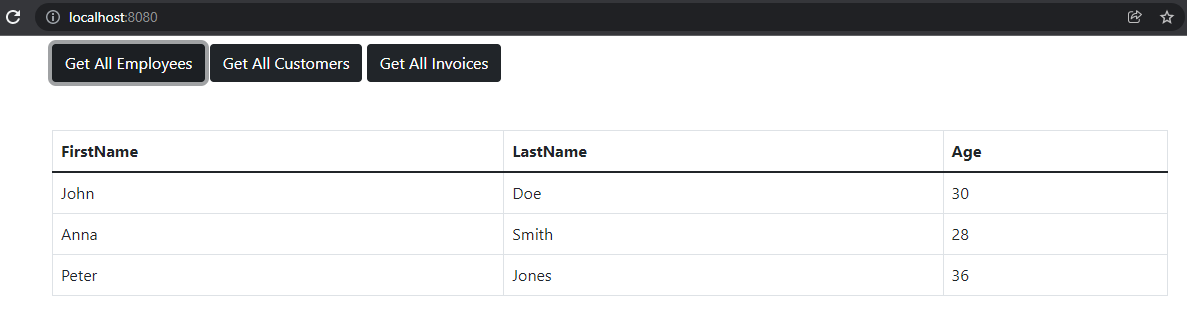 localhost:8080
Get All Employees Get All Customers Get All Invoices
FirstName LastName Age
John Doe 30
Anna Smith 28
Peter Jones 36